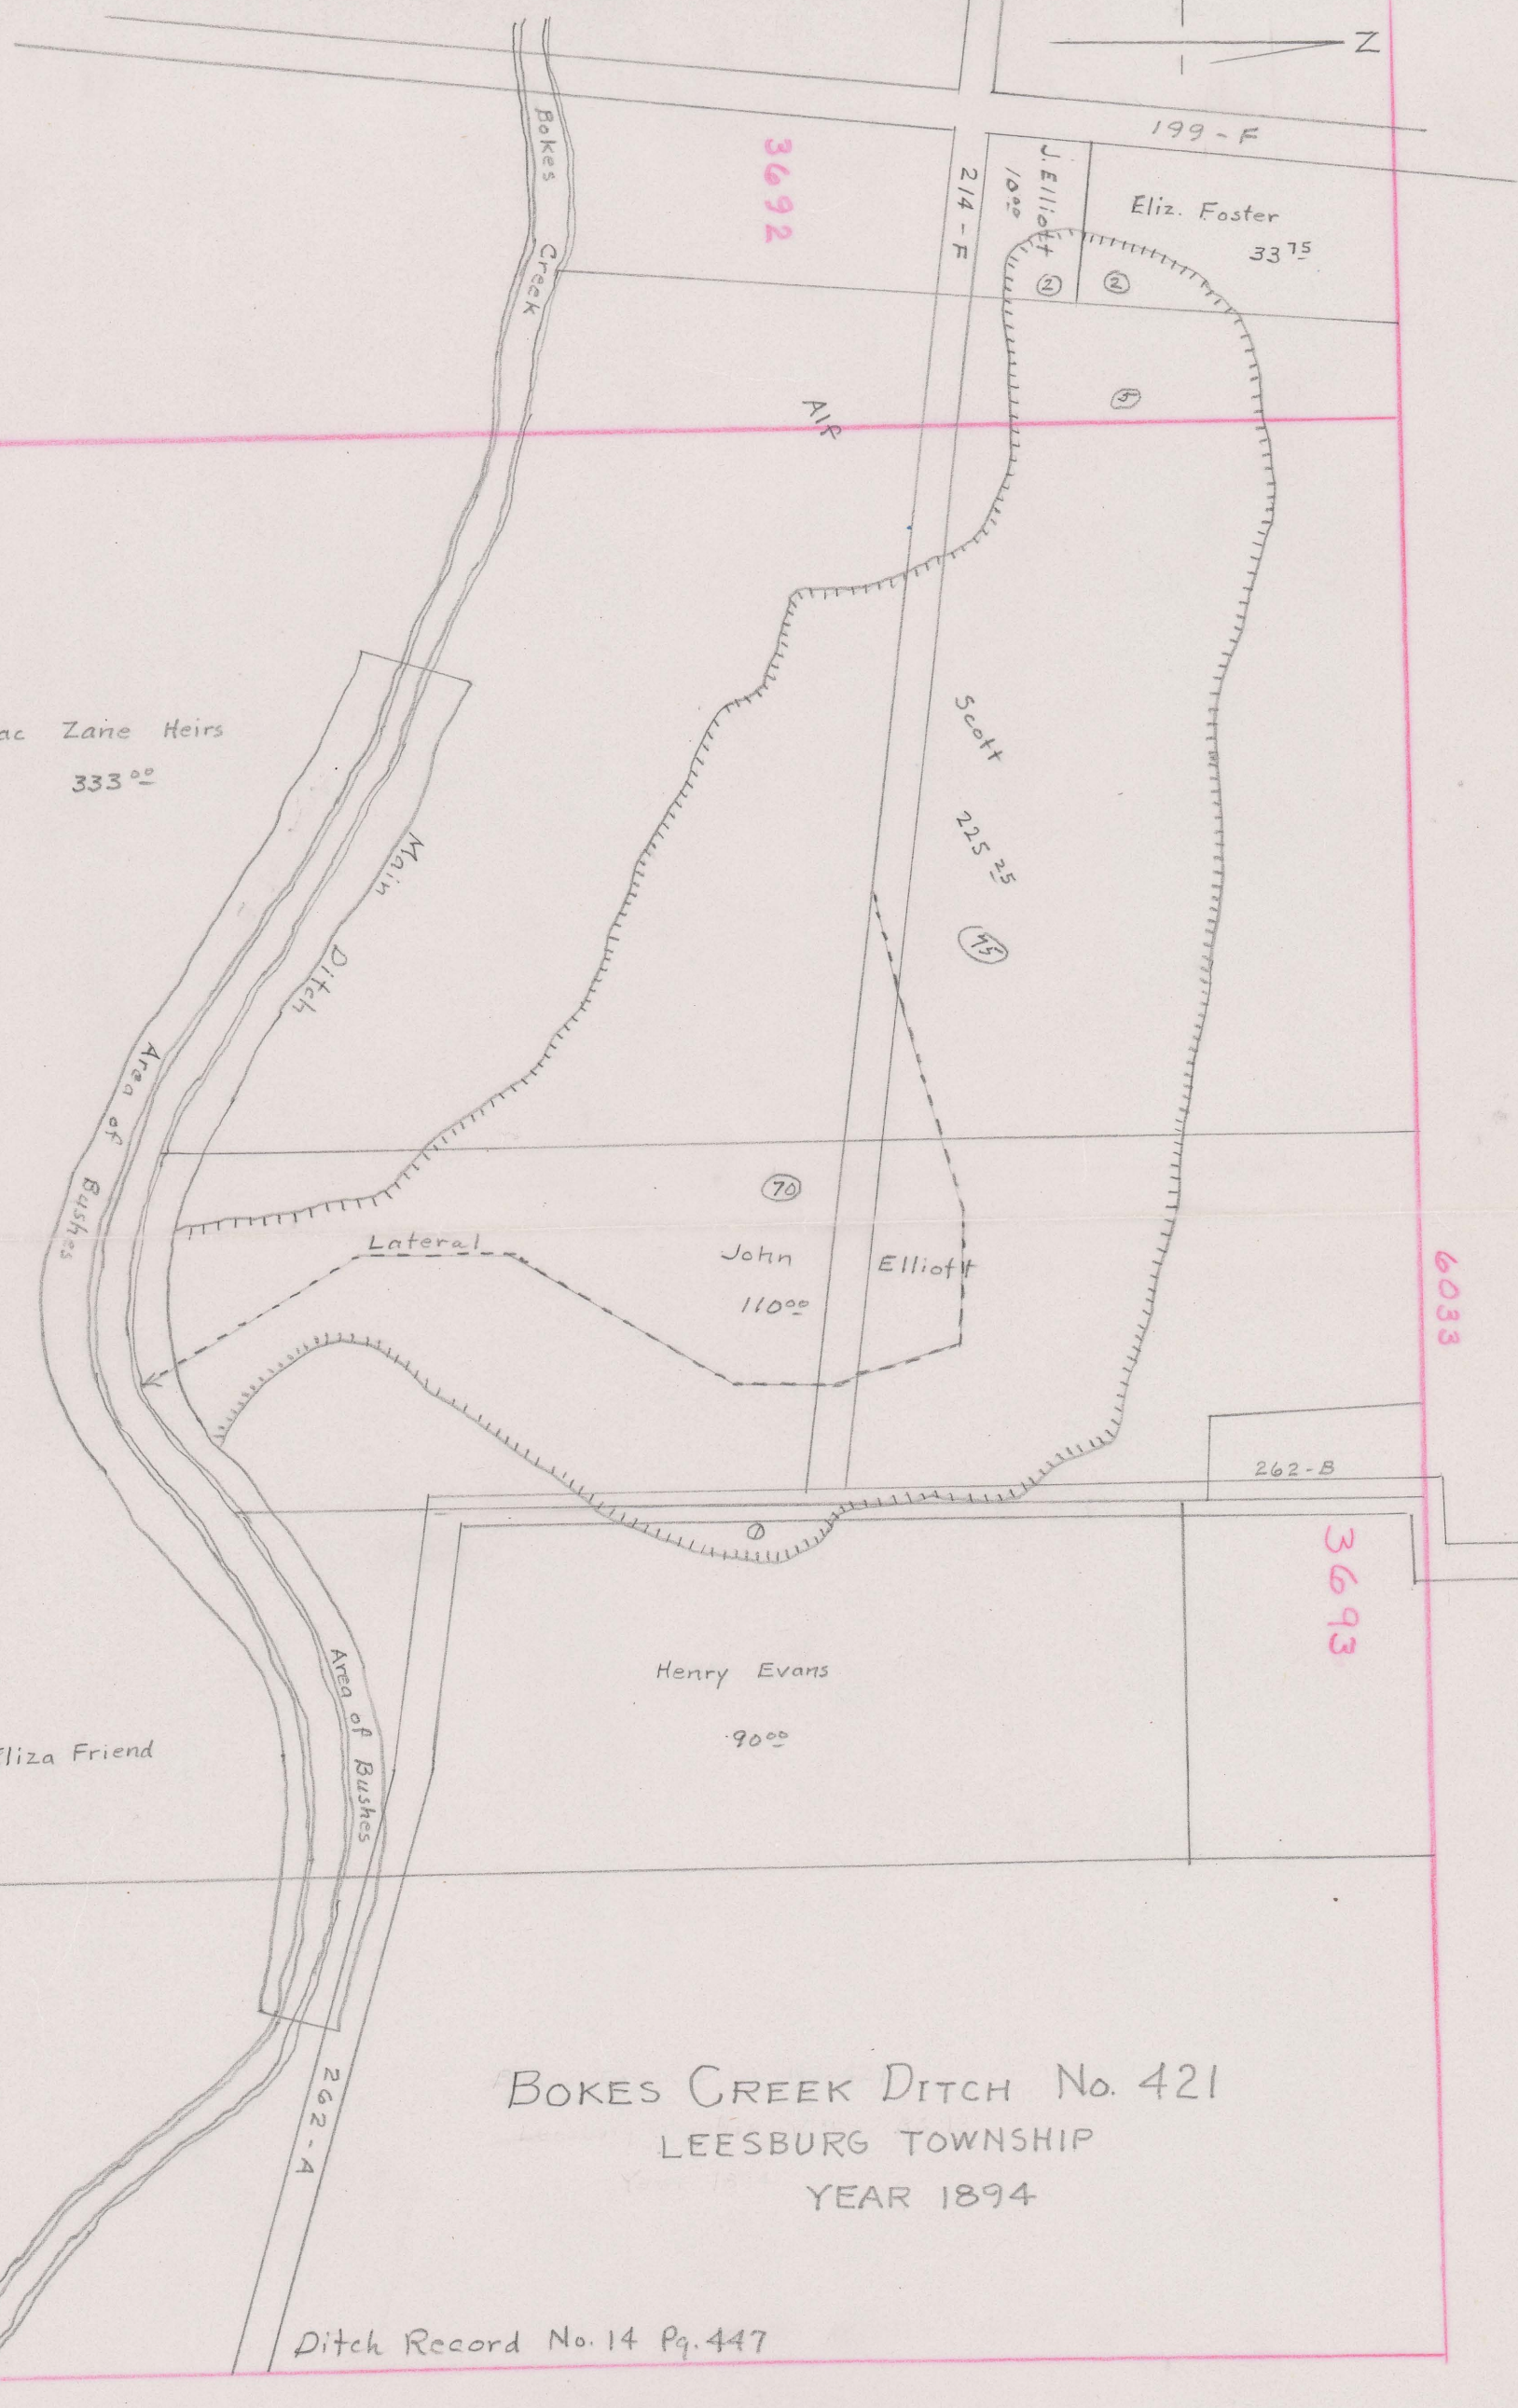 Z
199-F
Bokes Creek
3692
214-F
J. Elliott
10 00
Eliz. Foster
33 75
2
2
5
Alf
Scott
225 25
ac Zane Heirs
333 00
Main Ditch
Area of Bushes
70
Lateral
John Elliott
110 00
6033
262-B
3693
Henry Evans
90 00
Area of Bushes
Eliza Friend
262-A
BOKES CREEK DITCH No. 421
LEESBURG TOWNSHIP
YEAR 1894
Ditch Record No. 14 Pg. 447